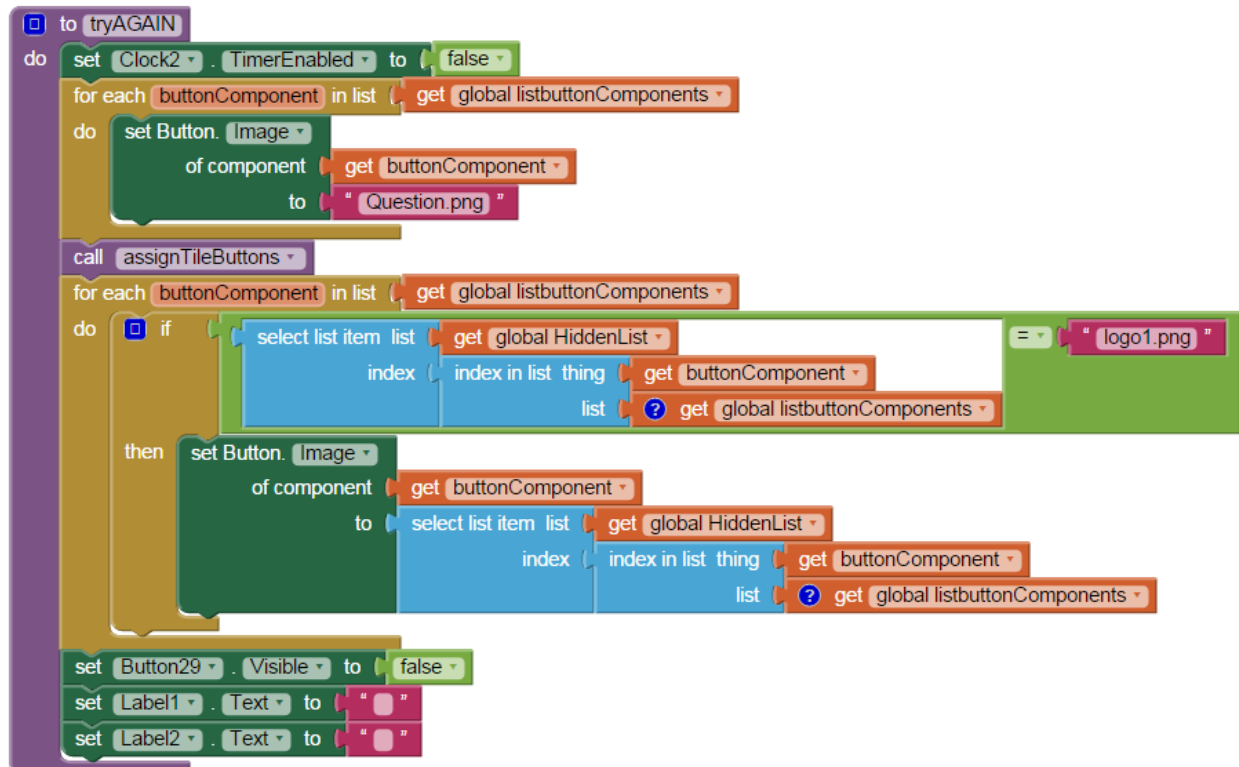 to tryAGAIN
do set Clock2 . TimerEnabled to false
for each buttonComponent in list get global listbuttonComponents
do set Button. Image
of component get buttonComponent
to " Question.png "
call assignTileButtons
for each buttonComponent in list get global listbuttonComponents
do if select list item list get global HiddenList = " logo1.png "
index index in list thing get buttonComponent
list ? get global listbuttonComponents
then set Button. Image
of component get buttonComponent
to select list item list get global HiddenList
index index in list thing get buttonComponent
list ? get global listbuttonComponents
set Button29 . Visible to false
set Label1 . Text to " "
set Label2 . Text to " "